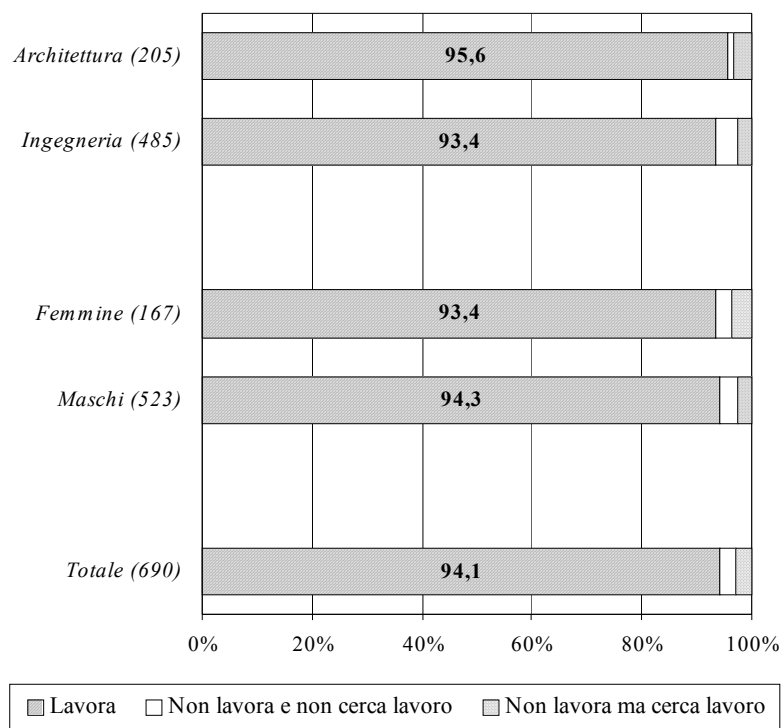 Architettura (205)
95,6
Ingegneria (485)
93,4
Femmine (167)
93,4
Maschi (523)
94,3
Totale (690)
94,1
0% 20% 40% 60% 80% 100%
Lavora Non lavora e non cerca lavoro Non lavora ma cerca lavoro